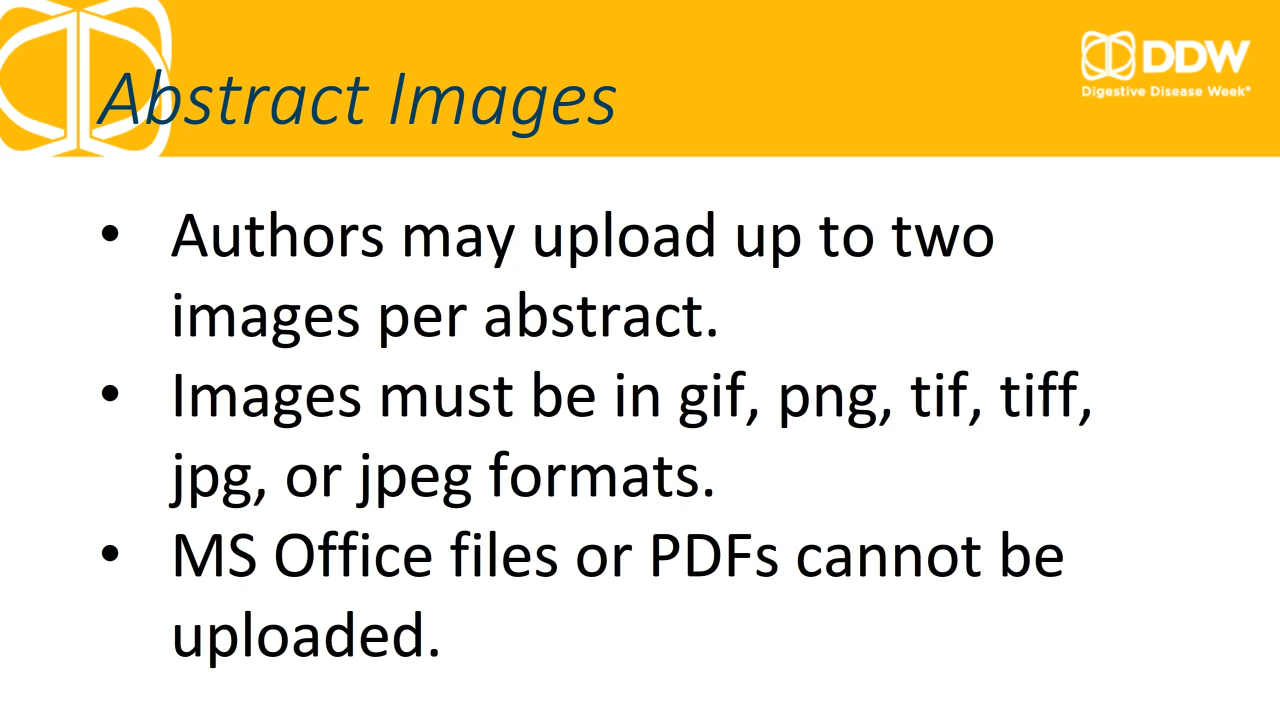 Abstract Images
DDW
Digestive Disease Week®
• Authors may upload up to two
images per abstract.
• Images must be in gif, png, tif, tiff,
jpg, or jpeg formats.
• MS Office files or PDFs cannot be
uploaded.